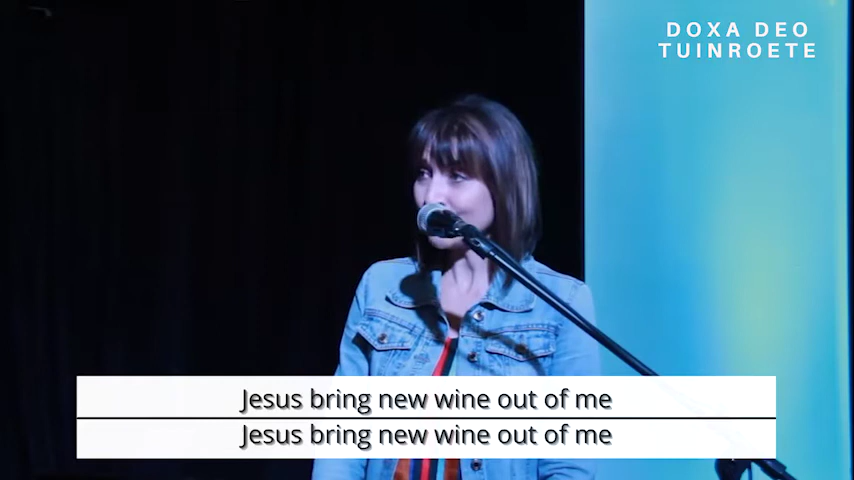 DOXA DEO
TUINROETE
Jesus bring new wine out of me
Jesus bring new wine out of me